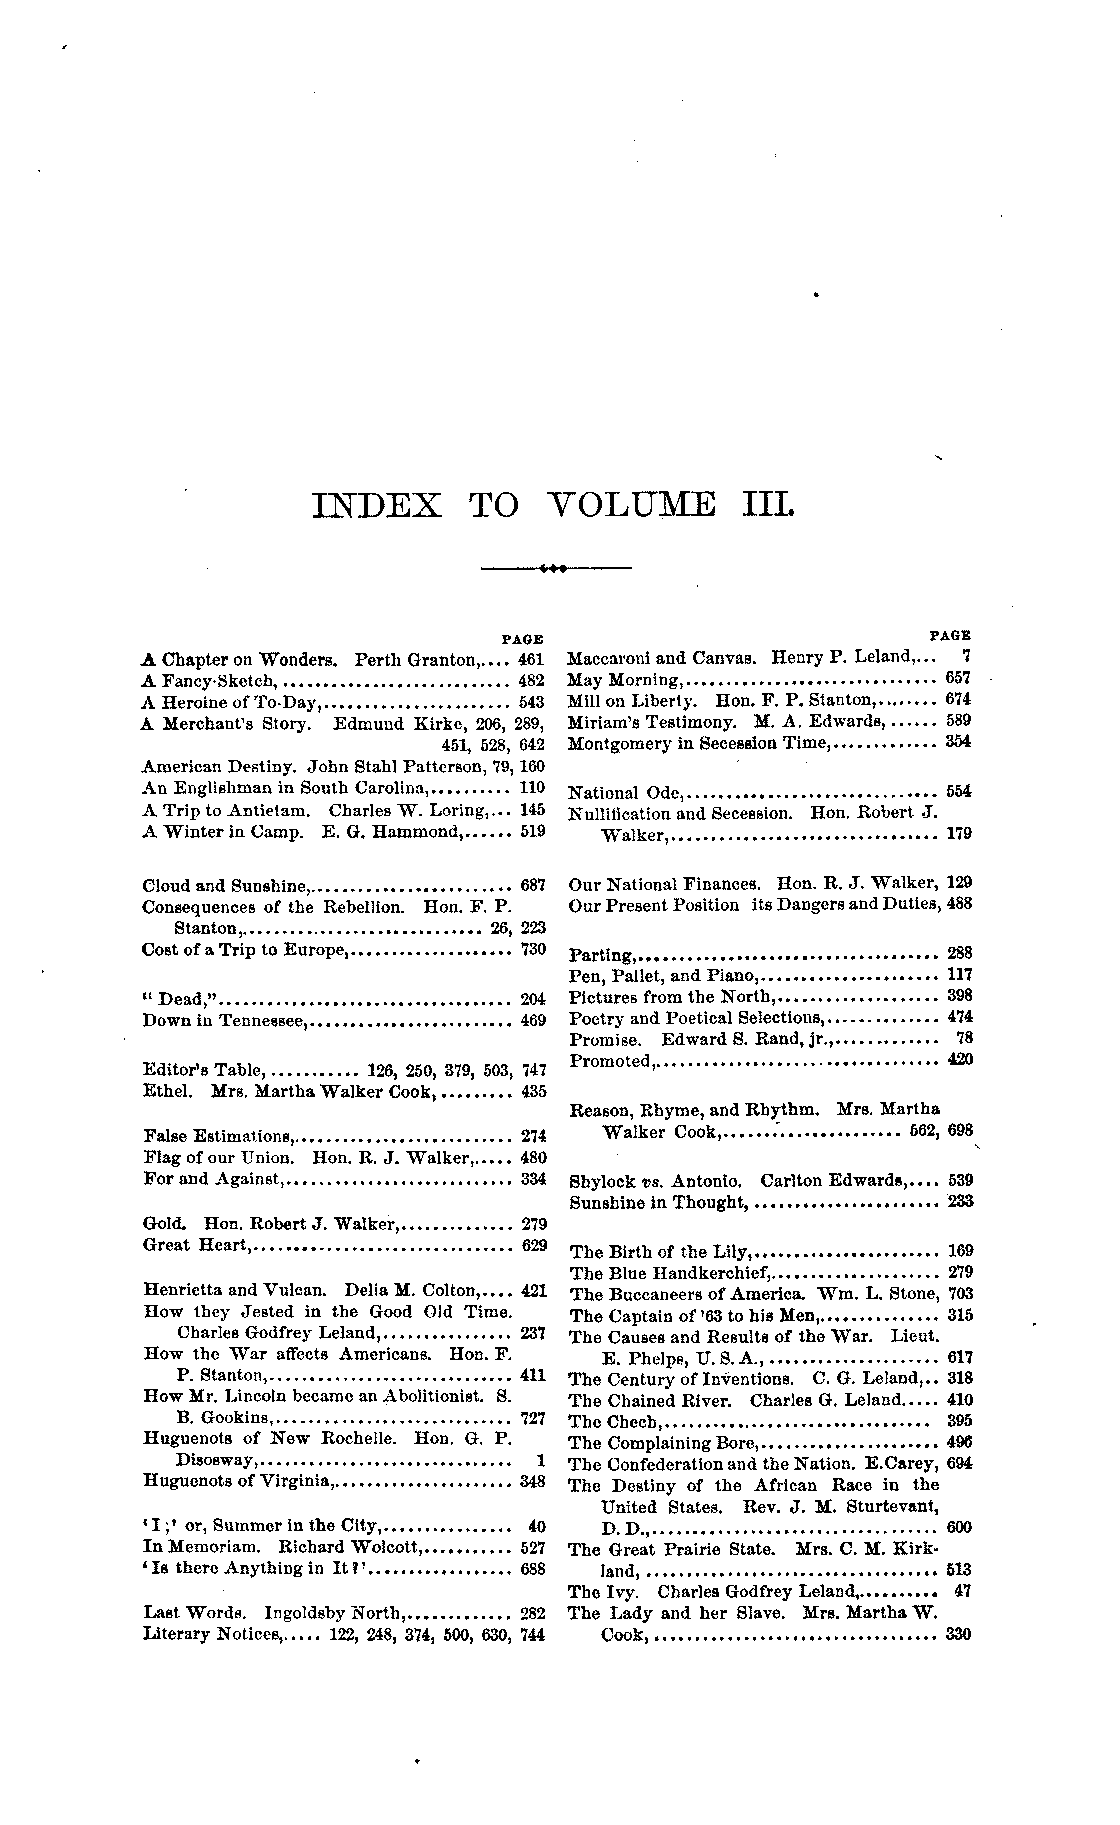 INDEX TO VOLUME III.
PAGE
A Chapter on Wonders. Perth Granton,.... 461
A Fancy-Sketch, ............................ 482
A Heroine of To-Day,....................... 543
A Merchant's Story. Edmund Kirke, 206, 289,
451, 528, 642
American Destiny. John Stahl Patterson, 79, 160
An Englishman in South Carolina,.......... 110
A Trip to Antietam. Charles W. Loring,... 145
A Winter in Camp. E. G. Hammond,...... 519
Cloud and Sunshine,......................... 687
Consequences of the Rebellion. Hon. F. P.
Stanton,............................. 26, 223
Cost of a Trip to Europe,.................... 730
“ Dead,”.................................... 204
Down in Tennessee,......................... 469
Editor's Table, ........... 126, 250, 379, 503, 747
Ethel. Mrs. Martha Walker Cook, ......... 435
False Estimations,........................... 274
Flag of our Union. Hon. R. J. Walker,..... 480
For and Against,............................ 334
Gold. Hon. Robert J. Walker,.............. 279
Great Heart,................................ 629
Henrietta and Vulcan. Delia M. Colton,.... 421
How they Jested in the Good Old Time.
Charles Godfrey Leland,................ 237
How the War affects Americans. Hon. F.
P. Stanton,.............................. 411
How Mr. Lincoln became an Abolitionist. S.
B. Gookins,............................. 727
Huguenots of New Rochelle. Hon. G. P.
Disosway,............................... 1
Huguenots of Virginia,...................... 348
‘I ;’ or, Summer in the City,................ 40
In Memoriam. Richard Wolcott,........... 527
‘Is there Anything in It?’.................. 688
Last Words. Ingoldsby North,............. 282
Literary Notices,..... 122, 248, 374, 500, 630, 744
PAGE
Maccaroni and Canvas. Henry P. Leland,... 7
May Morning,............................... 657
Mill on Liberty. Hon. F. P. Stanton,........ 674
Miriam's Testimony. M. A. Edwards, ...... 589
Montgomery in Secession Time,............. 354
National Ode,............................... 554
Nullification and Secession. Hon. Robert J.
Walker,................................. 179
Our National Finances. Hon. R. J. Walker, 129
Our Present Position its Dangers and Duties, 488
Parting,..................................... 288
Pen, Pallet, and Piano,...................... 117
Pictures from the North,.................... 398
Poetry and Poetical Selections,.............. 474
Promise. Edward S. Rand, jr.,............. 78
Promoted,................................... 420
Reason, Rhyme, and Rhythm. Mrs. Martha
Walker Cook,...................... 562, 698
Shylock vs. Antonio. Carlton Edwards,.... 539
Sunshine in Thought, ....................... 233
The Birth of the Lily,....................... 169
The Blue Handkerchief,..................... 279
The Buccaneers of America. Wm. L. Stone, 703
The Captain of '63 to his Men,............... 315
The Causes and Results of the War. Lieut.
E. Phelps, U. S. A., ..................... 617
The Century of Inventions. C. G. Leland,.. 318
The Chained River. Charles G. Leland..... 410
The Chech,................................. 395
The Complaining Bore,...................... 496
The Confederation and the Nation. E. Carey, 694
The Destiny of the African Race in the
United States. Rev. J. M. Sturtevant,
D. D.,................................... 600
The Great Prairie State. Mrs. C. M. Kirk-
land, .................................... 513
The Ivy. Charles Godfrey Leland,.......... 47
The Lady and her Slave. Mrs. Martha W.
Cook, ................................... 330